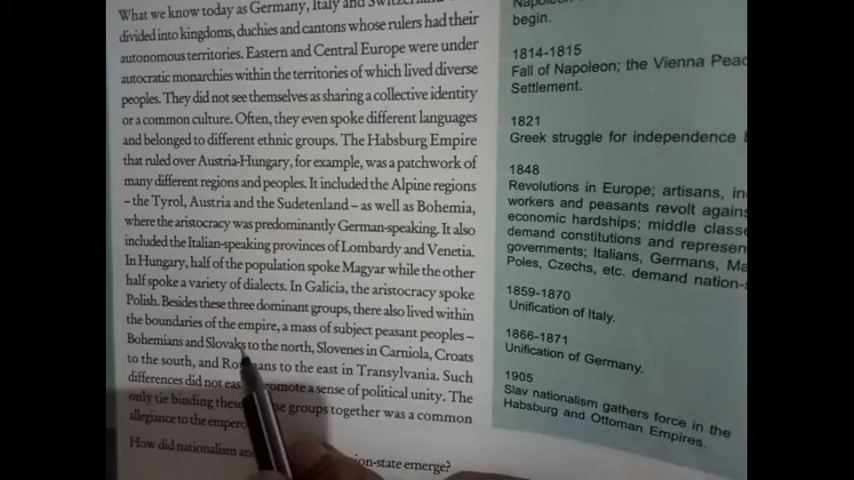 What we know today as Germany, Italy and Switzerland
divided into kingdoms, duchies and cantons whose rulers had their
autonomous territories. Eastern and Central Europe were under
autocratic monarchies within the territories of which lived diverse
peoples. They did not see themselves as sharing a collective identity
or a common culture. Often, they even spoke different languages
and belonged to different ethnic groups. The Habsburg Empire
that ruled over Austria-Hungary, for example, was a patchwork of
many different regions and peoples. It included the Alpine regions
– the Tyrol, Austria and the Sudetenland – as well as Bohemia,
where the aristocracy was predominantly German-speaking. It also
included the Italian-speaking provinces of Lombardy and Venetia.
In Hungary, half of the population spoke Magyar while the other
half spoke a variety of dialects. In Galicia, the aristocracy spoke
Polish. Besides these three dominant groups, there also lived within
the boundaries of the empire, a mass of subject peasant peoples –
Bohemians and Slovaks to the north, Slovenes in Carniola, Croats
to the south, and Ro ans to the east in Transylvania. Such
differences did not eas promote a sense of political unity. The
only tie binding these se groups together was a common
allegiance to the empero
How did nationalism an ion-state emerge?
Napoleon
begin.
1814-1815
Fall of Napoleon; the Vienna Peac
Settlement.
1821
Greek struggle for independence
1848
Revolutions in Europe; artisans, in
workers and peasants revolt agains
economic hardships; middle classe
demand constitutions and represen
governments; Italians, Germans, Ma
Poles, Czechs, etc. demand nation-s
1859-1870
Unification of Italy.
1866-1871
Unification of Germany.
1905
Slav nationalism gathers force in the
Habsburg and Ottoman Empires.